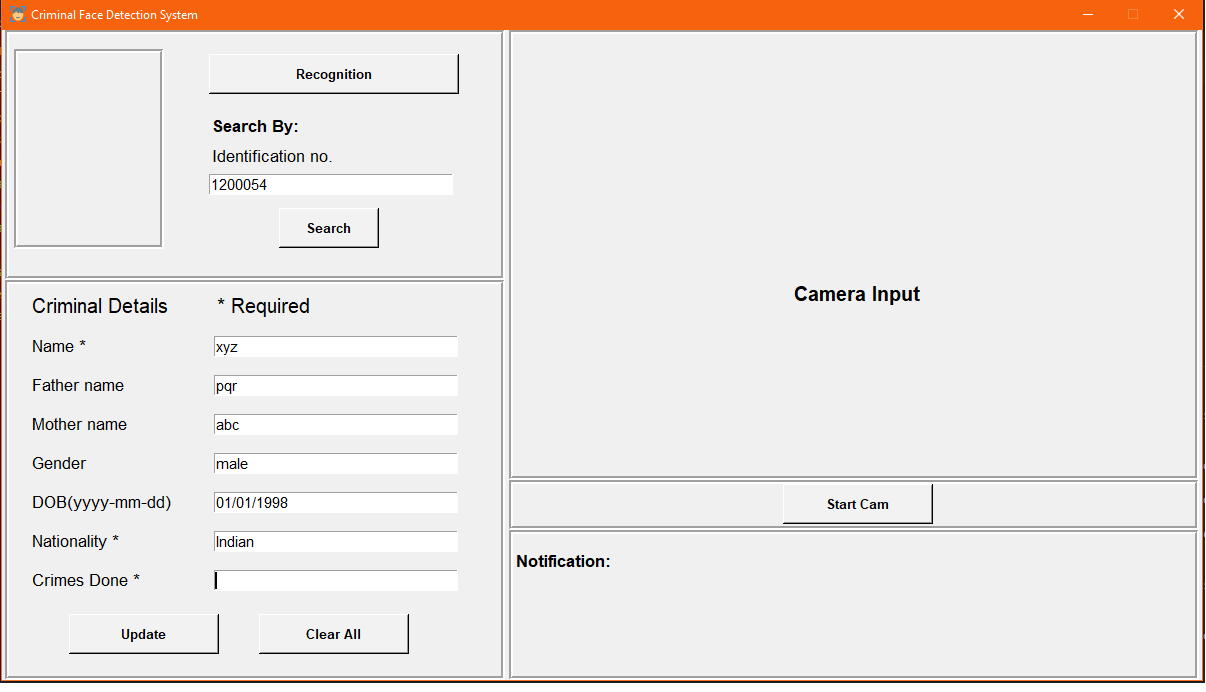 Criminal Face Detection System
Recognition
Search By:
Identification no.
1200054
Search
Criminal Details * Required
Name * xyz
Father name pqr
Mother name abc
Gender male
DOB(yyyy-mm-dd) 01/01/1998
Nationality * Indian
Crimes Done *
Update Clear All
Camera Input
Start Cam
Notification: